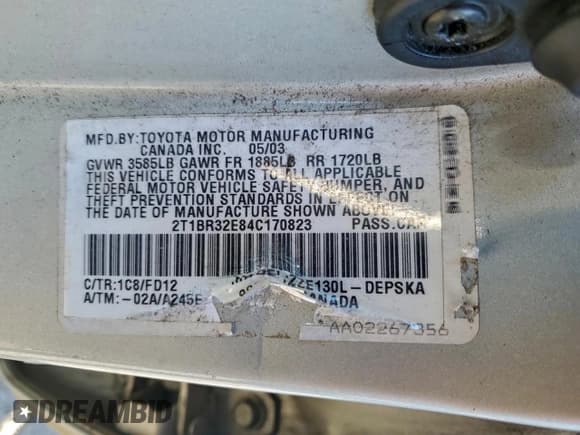 MFD.BY:TOYOTA MOTOR MANUFACTURING
CANADA INC. 05/03
GVWR 3585LB GAWR FR 1885LB RR 1720LB
THIS VEHICLE CONFORMS TO ALL APPLICABLE
FEDERAL MOTOR VEHICLE SAFETY, BUMPER, AND
THEFT PREVENTION STANDARDS IN EFFECT ON
THE DATE OF MANUFACTURE SHOWN ABOVE.
2T1BR32E84C170823 PASS.CAR
C/TR:1C8/FD12 ZZE130L-DEPSKA
A/TM:-02A/A245E CANADA
AA02267356
DREAMBID